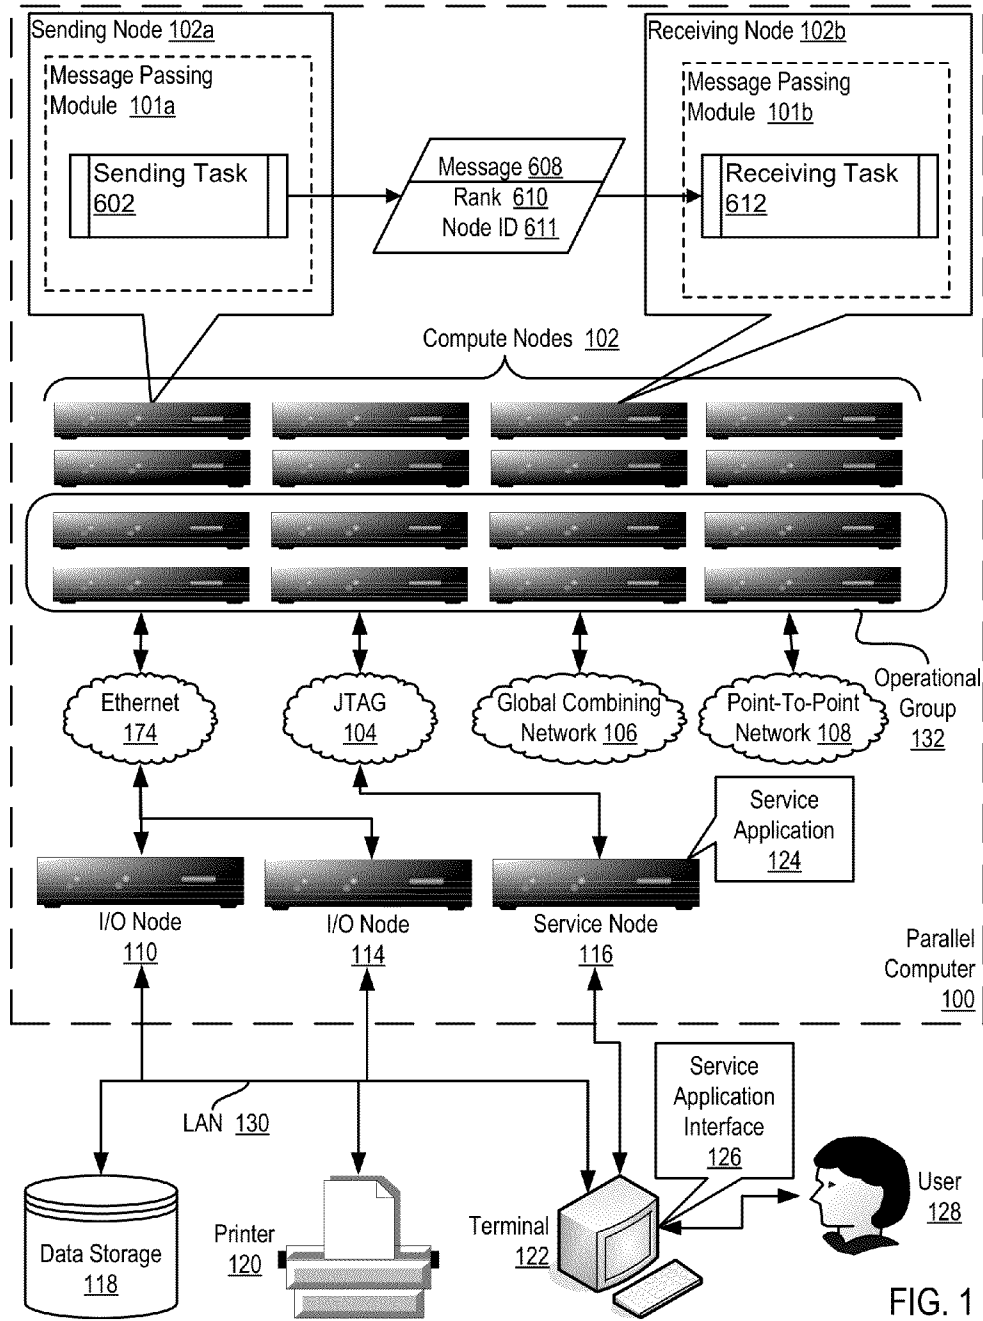 Sending Node 102a
Message Passing
Module 101a
Sending Task
602
Message 608
Rank 610
Node ID 611
Receiving Node 102b
Message Passing
Module 101b
Receiving Task
612
Compute Nodes 102
Ethernet
174
JTAG
104
Global Combining
Network 106
Point-To-Point
Network 108
Operational
Group
132
Service
Application
124
I/O Node
110
I/O Node
114
Service Node
116
Parallel
Computer
100
LAN 130
Service
Application
Interface
126
Data Storage
118
Printer
120
Terminal
122
User
128
FIG. 1